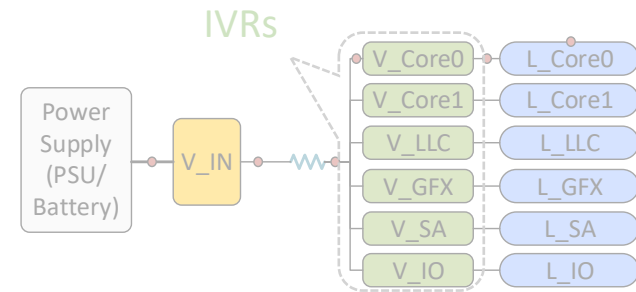 IVRs
Power
Supply
(PSU/
Battery)
V_IN
V_Core0
L_Core0
V_Core1
L_Core1
V_LLC
L_LLC
V_GFX
L_GFX
V_SA
L_SA
V_IO
L_IO